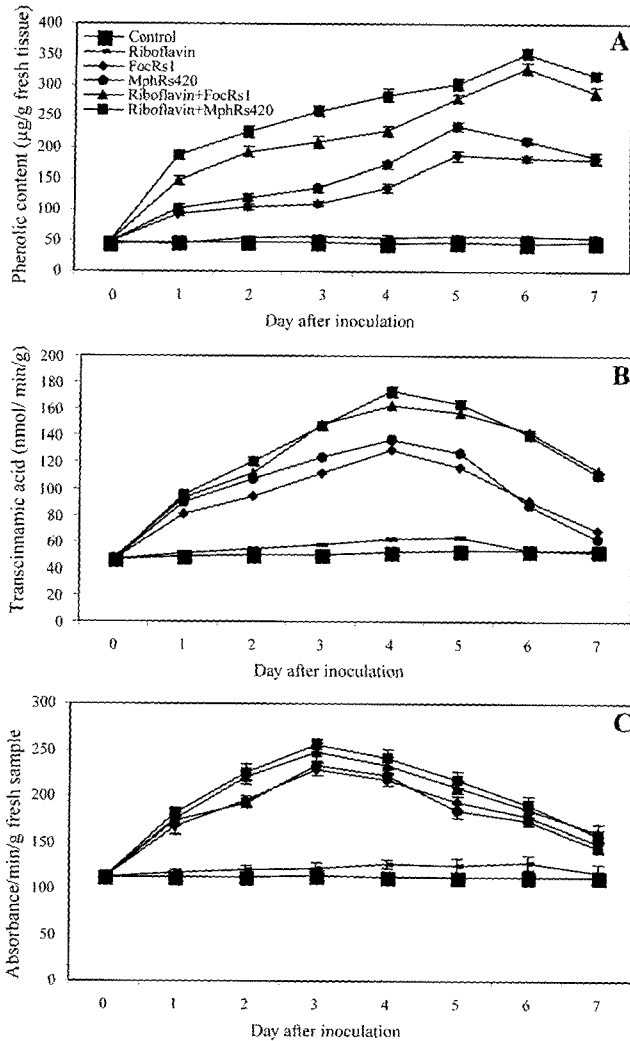 A
Phenolic content (µg/g fresh tissue)
400
350
300
250
200
150
100
50
0
Control
Riboflavin
FocRs1
MphRs420
Riboflavin+FocRs1
Riboflavin+MphRs420
0 1 2 3 4 5 6 7
Day after inoculation
B
Transcinnamic acid (nmol/ min/g)
200
180
160
140
120
100
80
60
40
20
0
0 1 2 3 4 5 6 7
Day after inoculation
C
Absorbance/min/g fresh sample
300
250
200
150
100
50
0
0 1 2 3 4 5 6 7
Day after inoculation